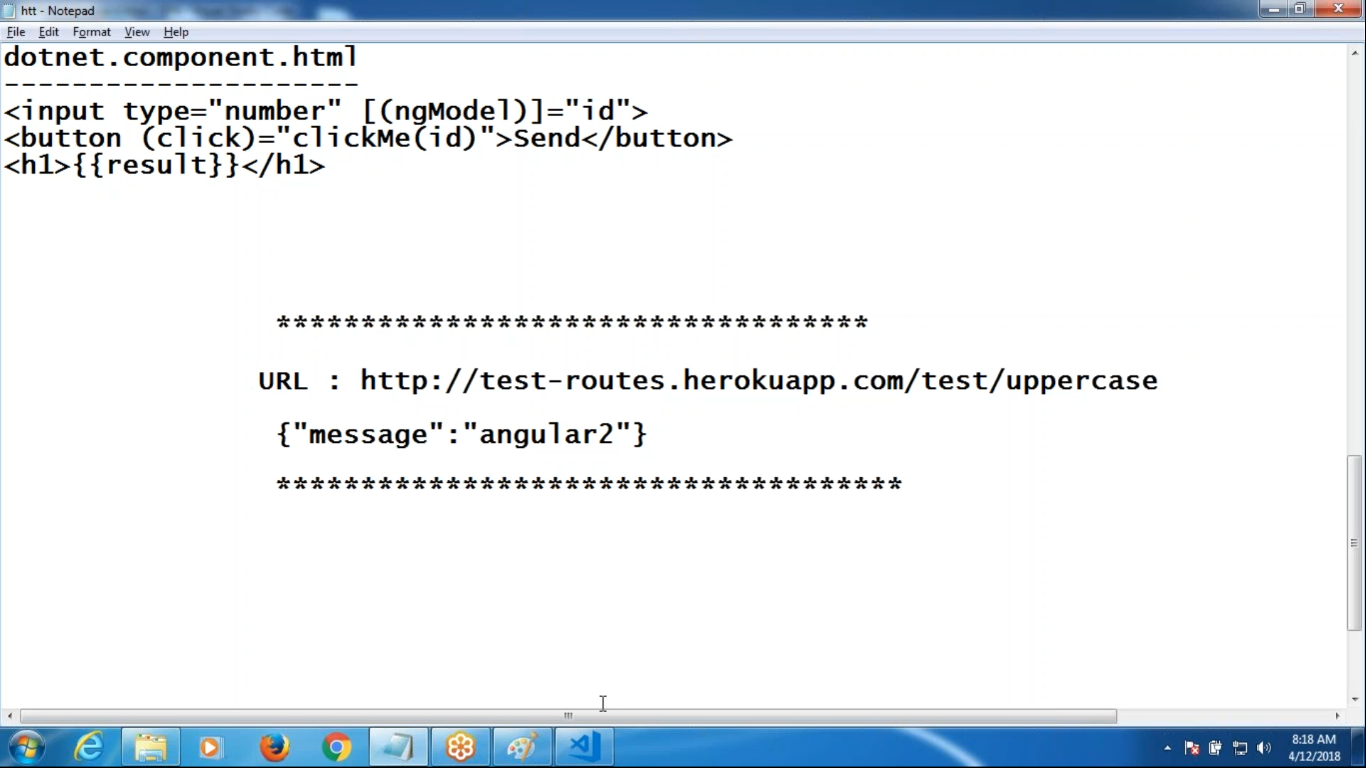 htt - Notepad
File Edit Format View Help
dotnet.component.html
---------------------
<input type="number" [(ngModel)]="id">
<button (click)="clickMe(id)">Send</button>
<h1>{{result}}</h1>
***********************************
URL : http://test-routes.herokuapp.com/test/uppercase
{"message":"angular2"}
*************************************
8:18 AM
4/12/2018